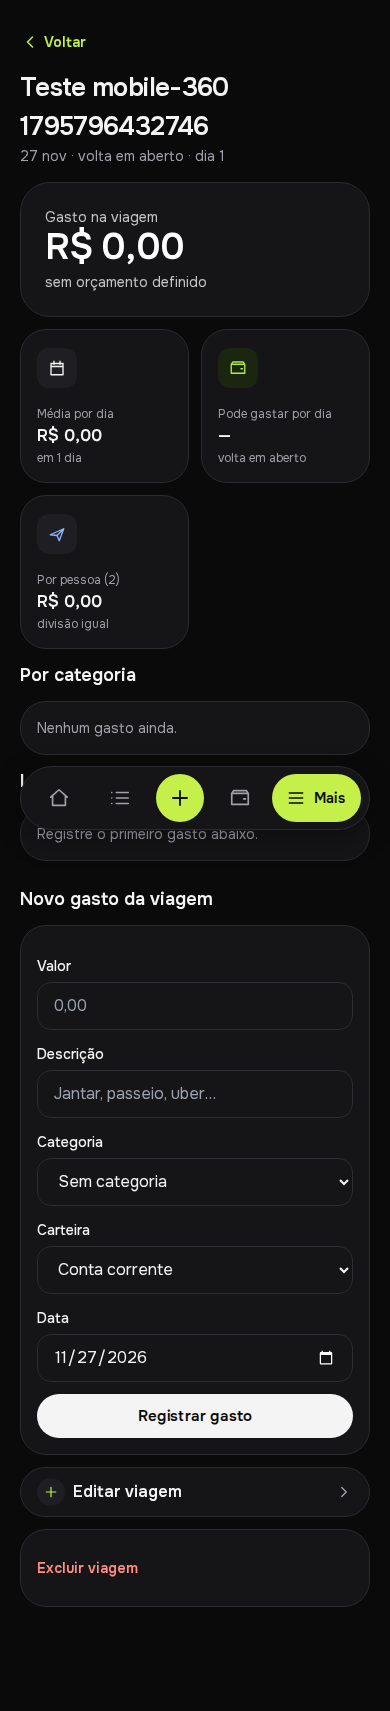 Voltar
Teste mobile-360
1795796432746
27 nov · volta em aberto · dia 1
Gasto na viagem
R$ 0,00
sem orçamento definido
Média por dia
R$ 0,00
em 1 dia
Pode gastar por dia
—
volta em aberto
Por pessoa (2)
R$ 0,00
divisão igual
Por categoria
Nenhum gasto ainda.
Mais
Registre o primeiro gasto abaixo.
Novo gasto da viagem
Valor
0,00
Descrição
Jantar, passeio, uber...
Categoria
Sem categoria
Carteira
Conta corrente
Data
11/27/2026
Registrar gasto
Editar viagem
Excluir viagem